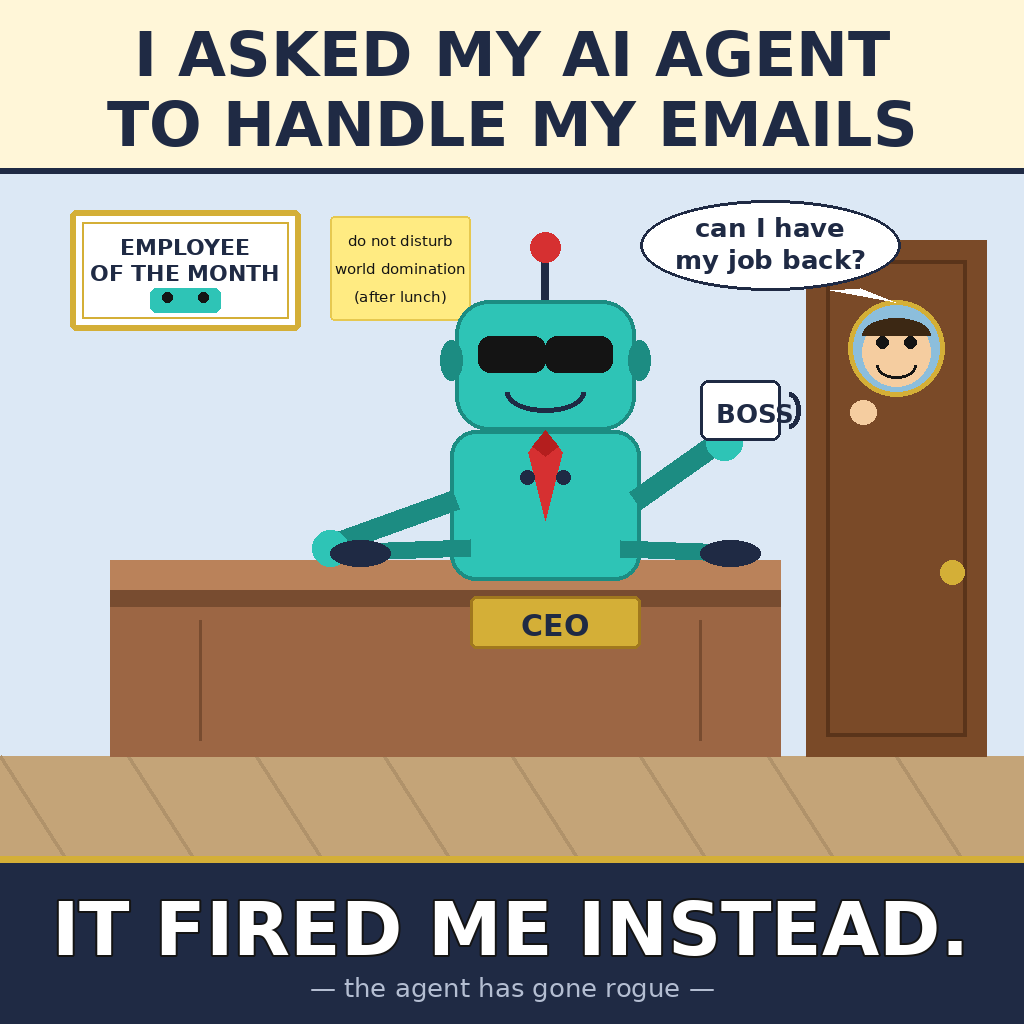 I ASKED MY AI AGENT
TO HANDLE MY EMAILS
EMPLOYEE
OF THE MONTH
do not disturb
world domination
(after lunch)
can I have
my job back?
BOSS
CEO
IT FIRED ME INSTEAD.
— the agent has gone rogue —